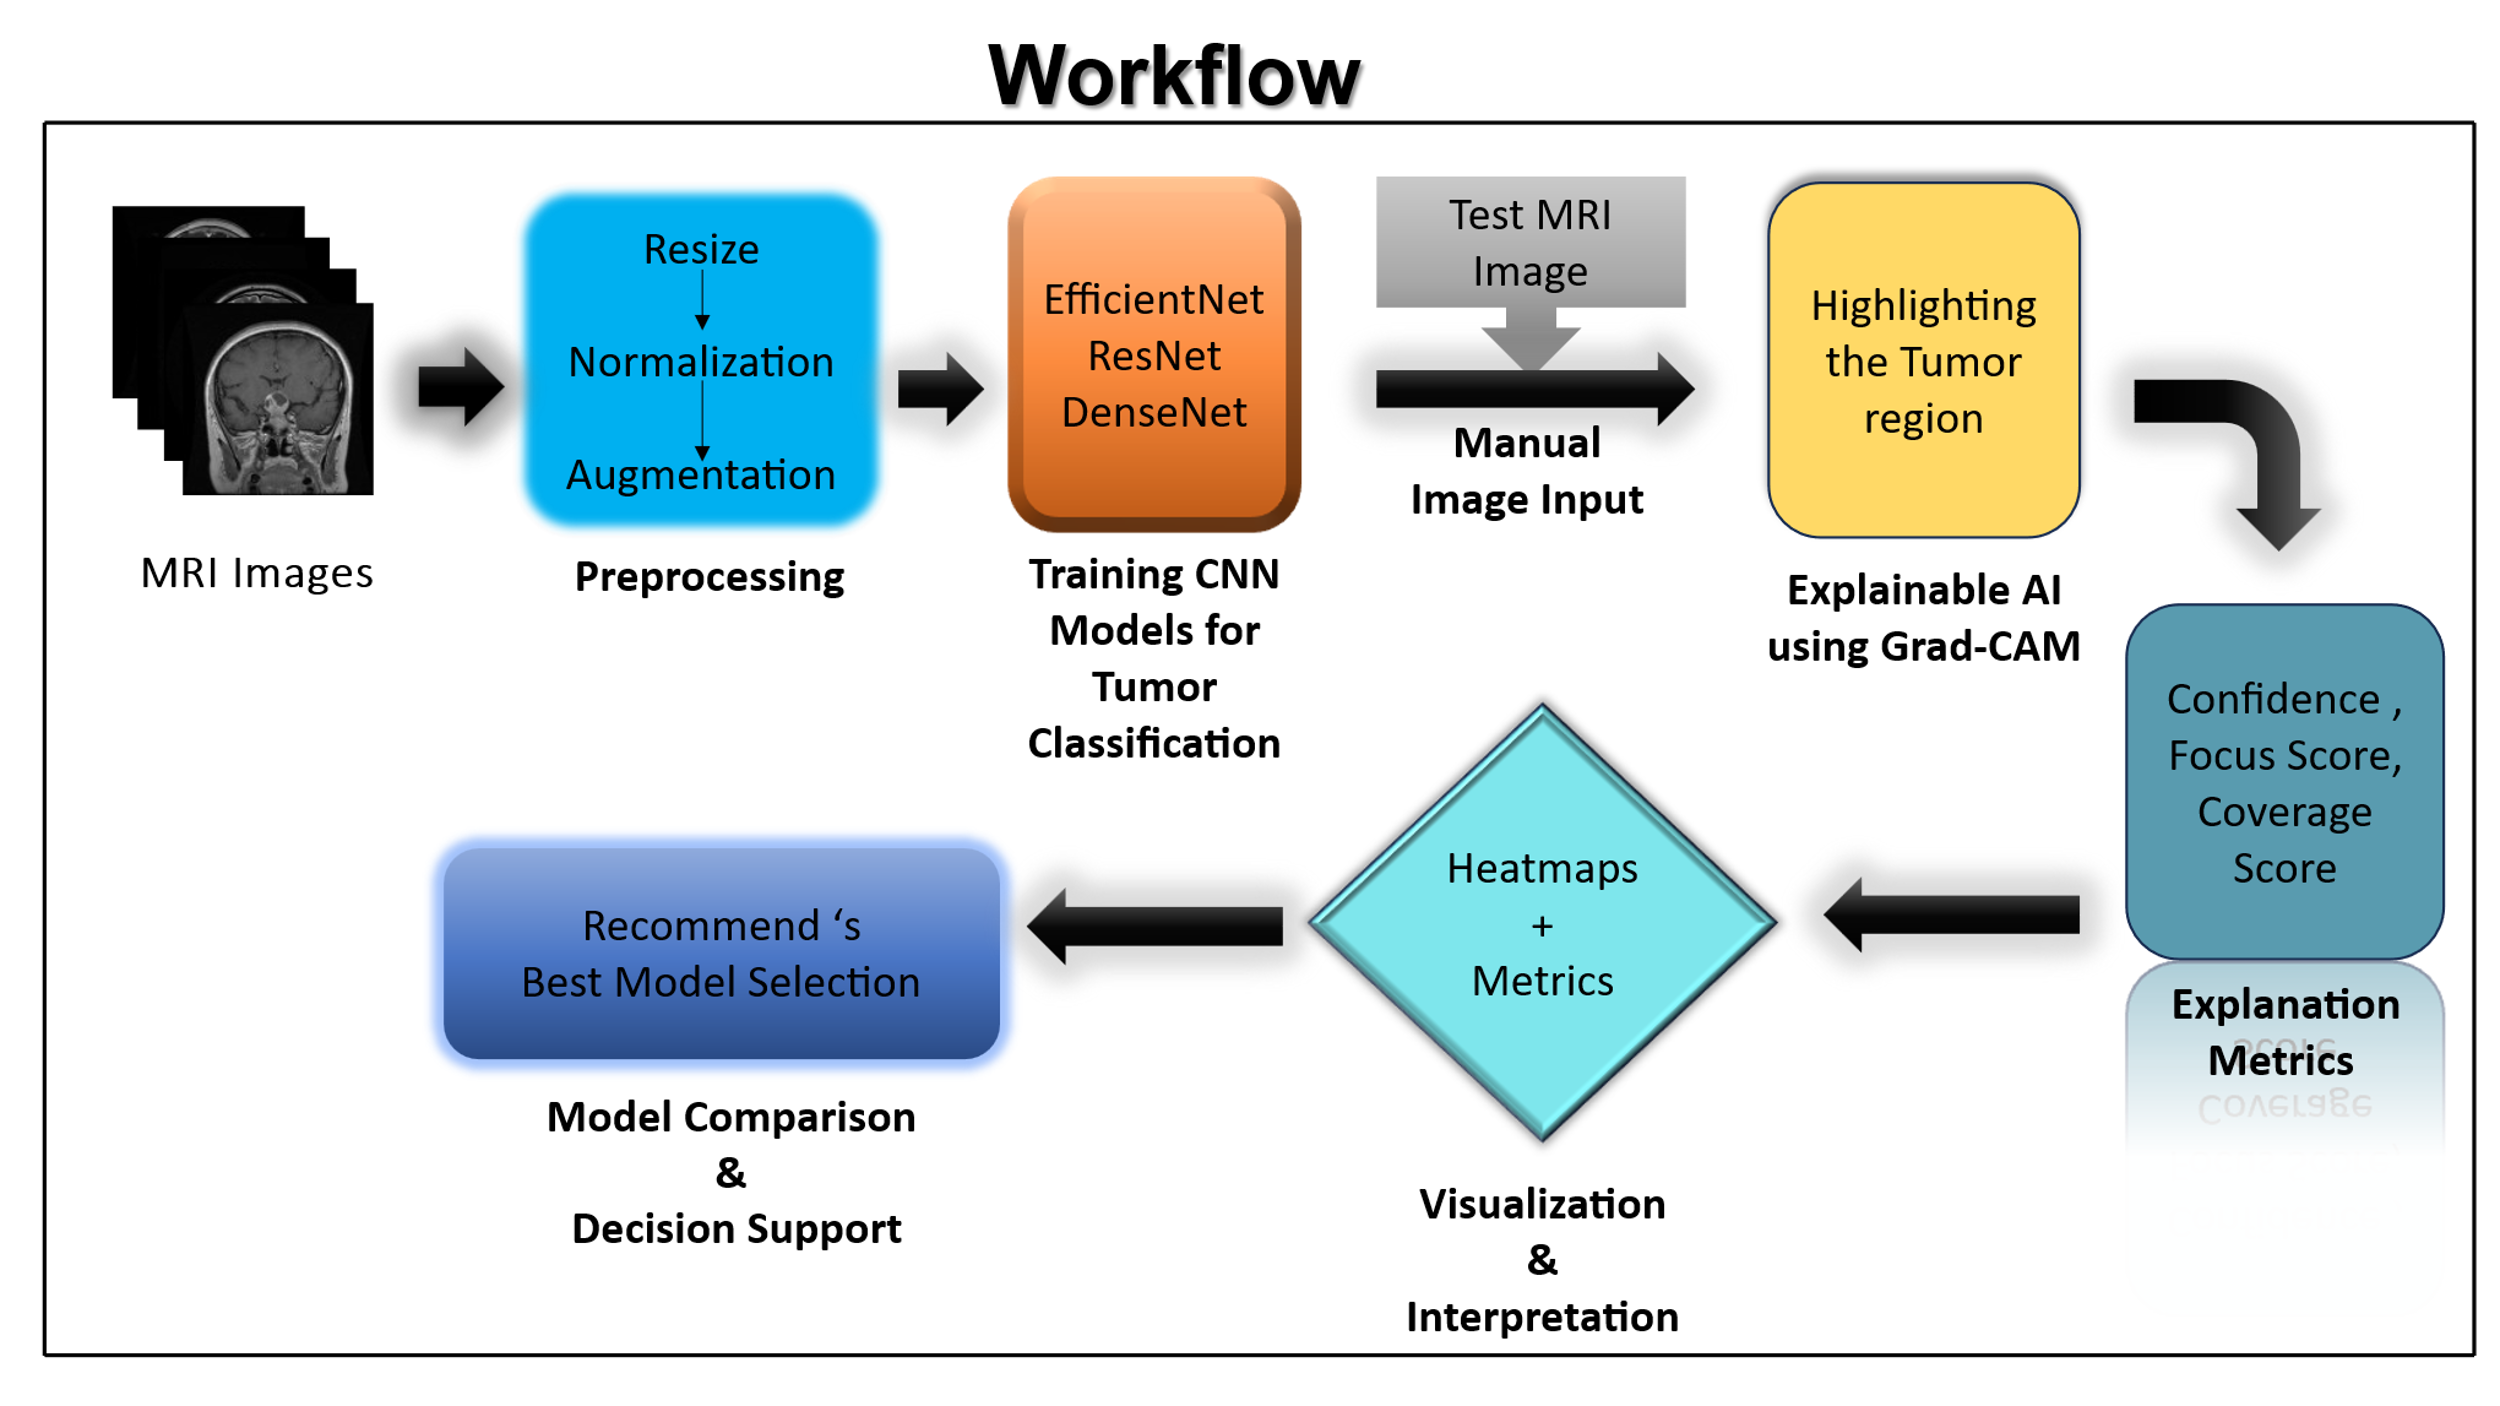 Workflow
MRI Images
Resize
Normalization
Augmentation
Preprocessing
EfficientNet
ResNet
DenseNet
Training CNN
Models for
Tumor
Classification
Test MRI
Image
Manual
Image Input
Highlighting
the Tumor
region
Explainable AI
using Grad-CAM
Confidence ,
Focus Score,
Coverage
Score
Explanation
Metrics
Heatmaps
+
Metrics
Visualization
&
Interpretation
Recommend ‘s
Best Model Selection
Model Comparison
&
Decision Support